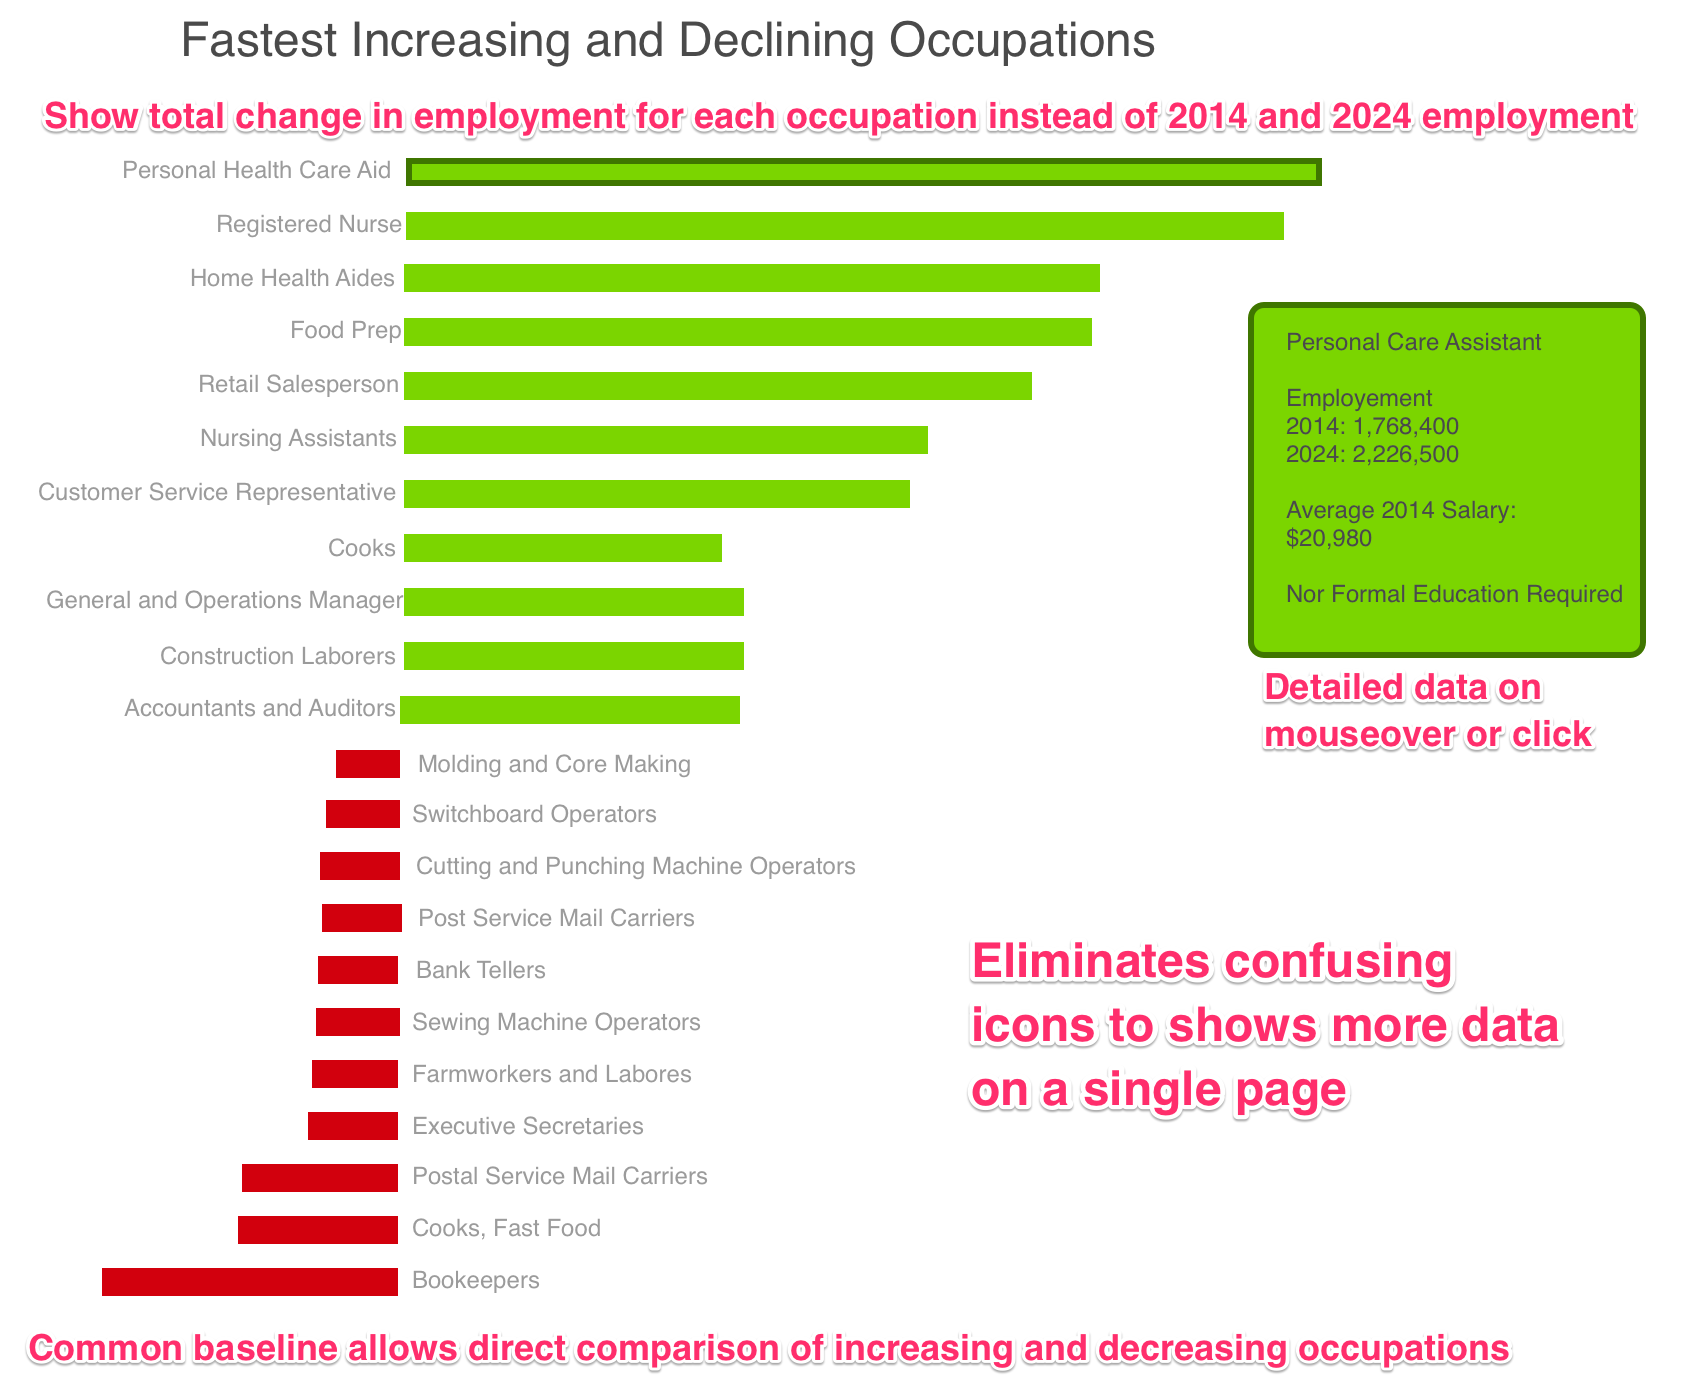 Fastest Increasing and Declining Occupations
Show total change in employment for each occupation instead of 2014 and 2024 employment
Personal Health Care Aid
Registered Nurse
Home Health Aides
Food Prep
Retail Salesperson
Nursing Assistants
Customer Service Representative
Cooks
General and Operations Manager
Construction Laborers
Accountants and Auditors
Personal Care Assistant
Employement
2014: 1,768,400
2024: 2,226,500
Average 2014 Salary:
$20,980
Nor Formal Education Required
Detailed data on
mouseover or click
Molding and Core Making
Switchboard Operators
Cutting and Punching Machine Operators
Post Service Mail Carriers
Bank Tellers
Sewing Machine Operators
Farmworkers and Labores
Executive Secretaries
Postal Service Mail Carriers
Cooks, Fast Food
Bookeepers
Eliminates confusing
icons to shows more data
on a single page
Common baseline allows direct comparison of increasing and decreasing occupations